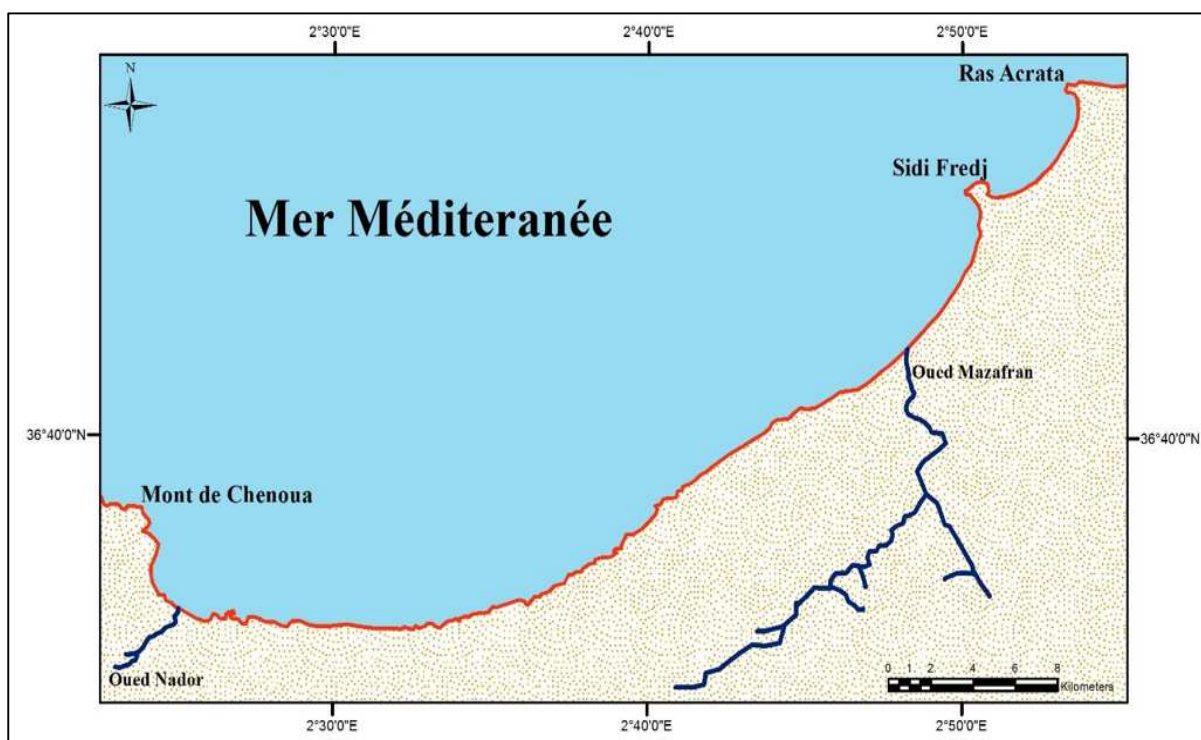 2°30'0"E
2°40'0"E
2°50'0"E
N
Ras Acrata
Sidi Fredj
Mer Méditeranée
Oued Mazafran
36°40'0"N
36°40'0"N
Mont de Chenoua
Oued Nador
0 1 2 4 6 8
Kilometers
2°30'0"E
2°40'0"E
2°50'0"E